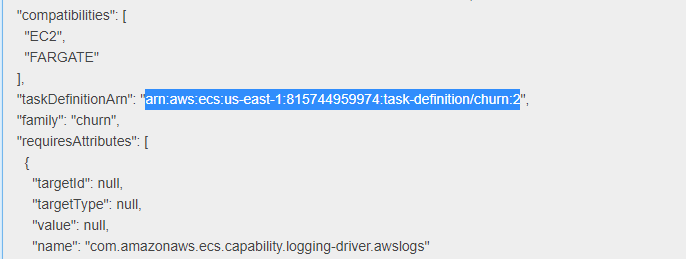 "compatibilities": [
"EC2",
"FARGATE"
],
"taskDefinitionArn": "arn:aws:ecs:us-east-1:815744959974:task-definition/churn:2",
"family": "churn",
"requiresAttributes": [
{
"targetId": null,
"targetType": null,
"value": null,
"name": "com.amazonaws.ecs.capability.logging-driver.awslogs"